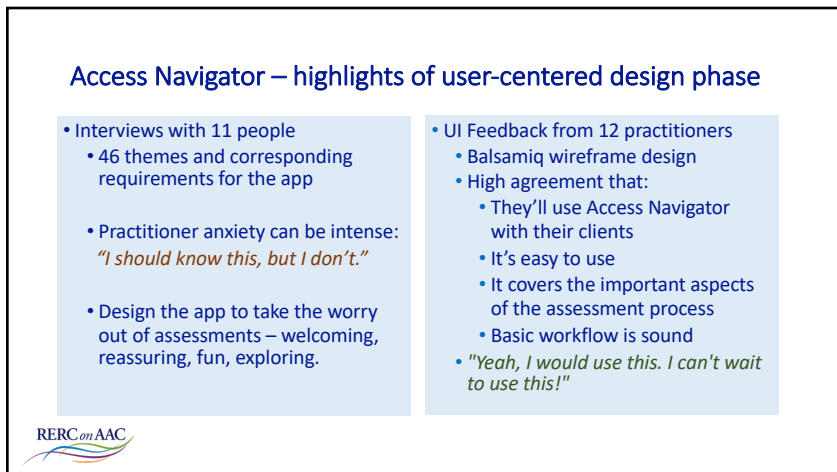 Access Navigator – highlights of user-centered design phase
• Interviews with 11 people
• 46 themes and corresponding
requirements for the app
• Practitioner anxiety can be intense:
“I should know this, but I don’t.”
• Design the app to take the worry
out of assessments – welcoming,
reassuring, fun, exploring.
• UI Feedback from 12 practitioners
• Balsamiq wireframe design
• High agreement that:
• They’ll use Access Navigator
with their clients
• It’s easy to use
• It covers the important aspects
of the assessment process
• Basic workflow is sound
• "Yeah, I would use this. I can't wait
to use this!"
RERC on AAC